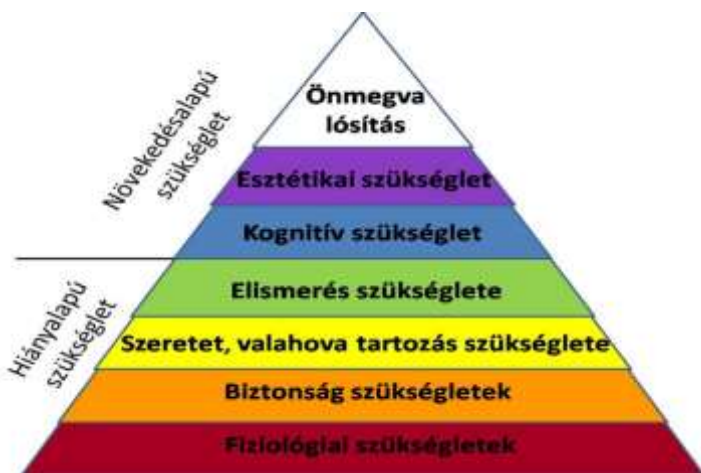 Növekedésalapú
szükséglet
Önmegva
lósítás
Esztétikai szükséglet
Kognitív szükséglet
Hiányalapú
szükséglet
Elismerés szükséglete
Szeretet, valahova tartozás szükséglete
Biztonság szükségletek
Fiziológiai szükségletek